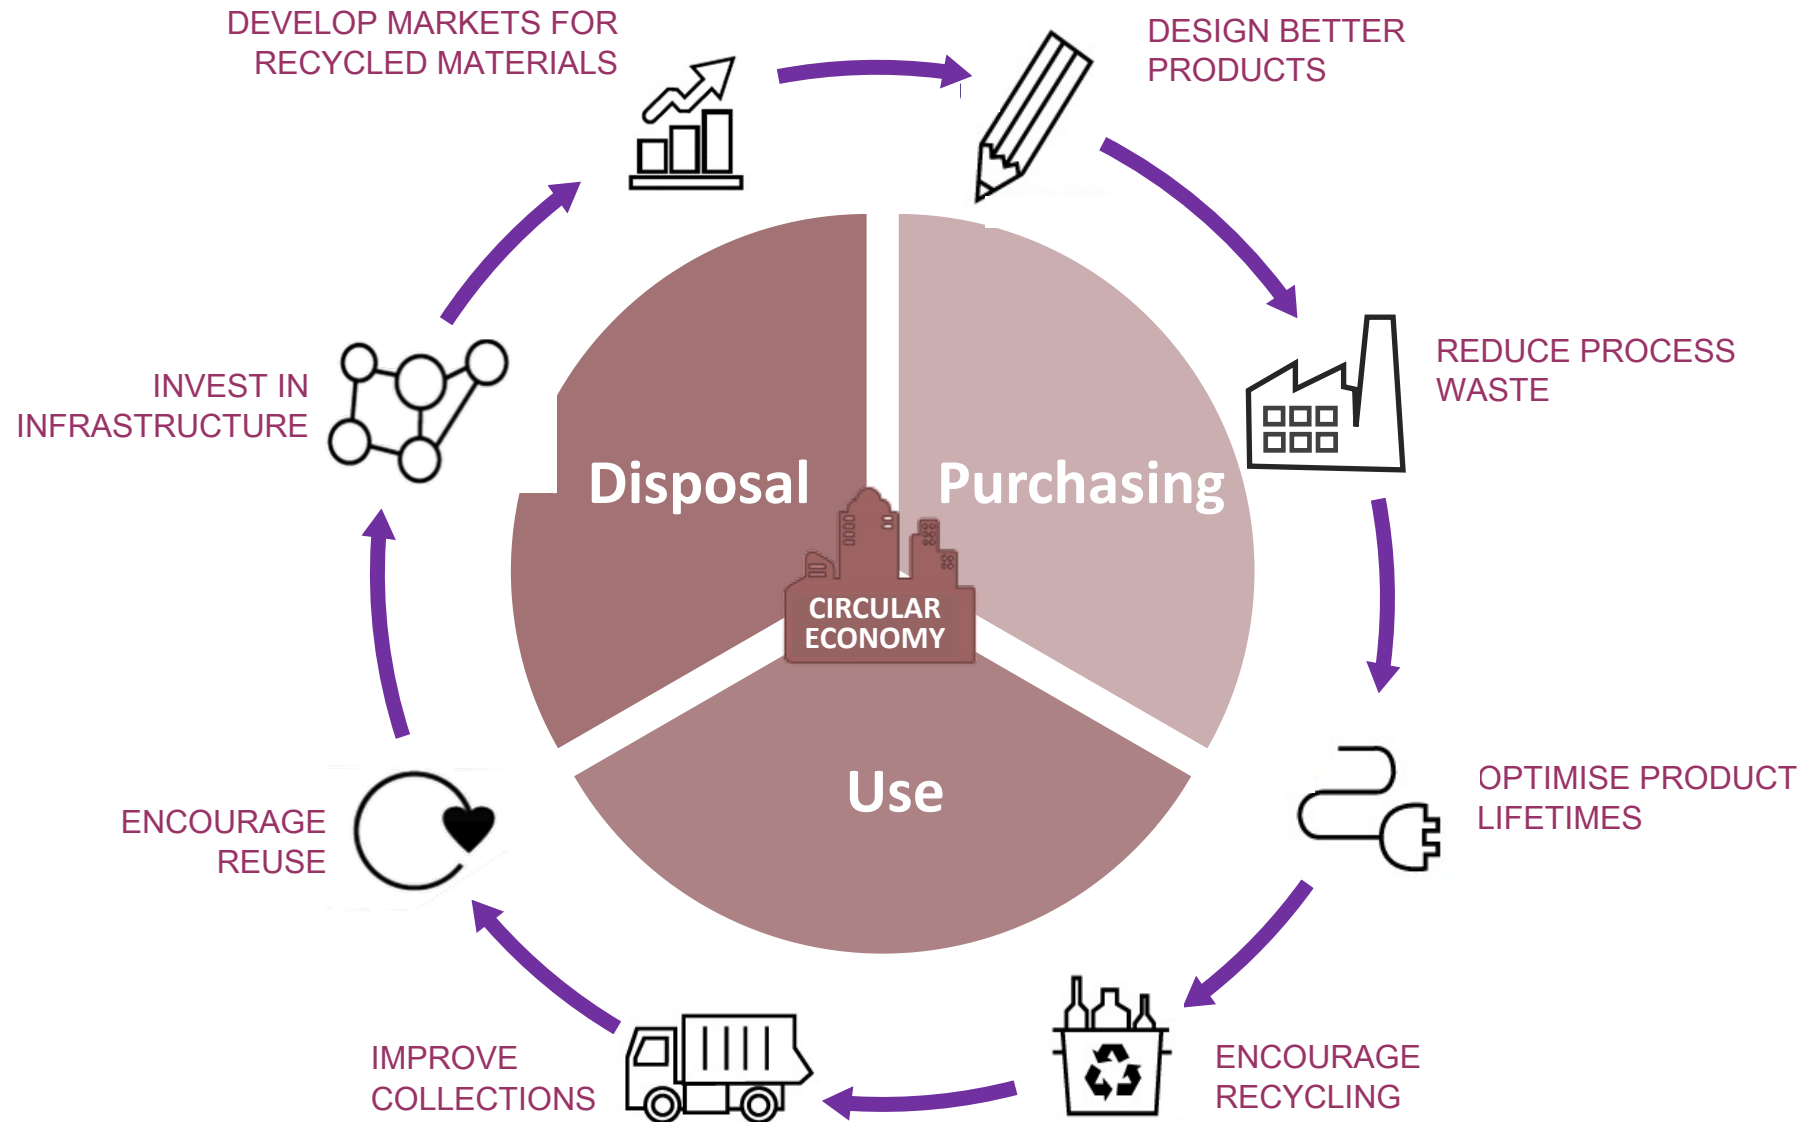 DEVELOP MARKETS FOR
RECYCLED MATERIALS
DESIGN BETTER
PRODUCTS
REDUCE PROCESS
WASTE
INVEST IN
INFRASTRUCTURE
Disposal
Purchasing
CIRCULAR
ECONOMY
Use
OPTIMISE PRODUCT
LIFETIMES
ENCOURAGE
REUSE
IMPROVE
COLLECTIONS
ENCOURAGE
RECYCLING